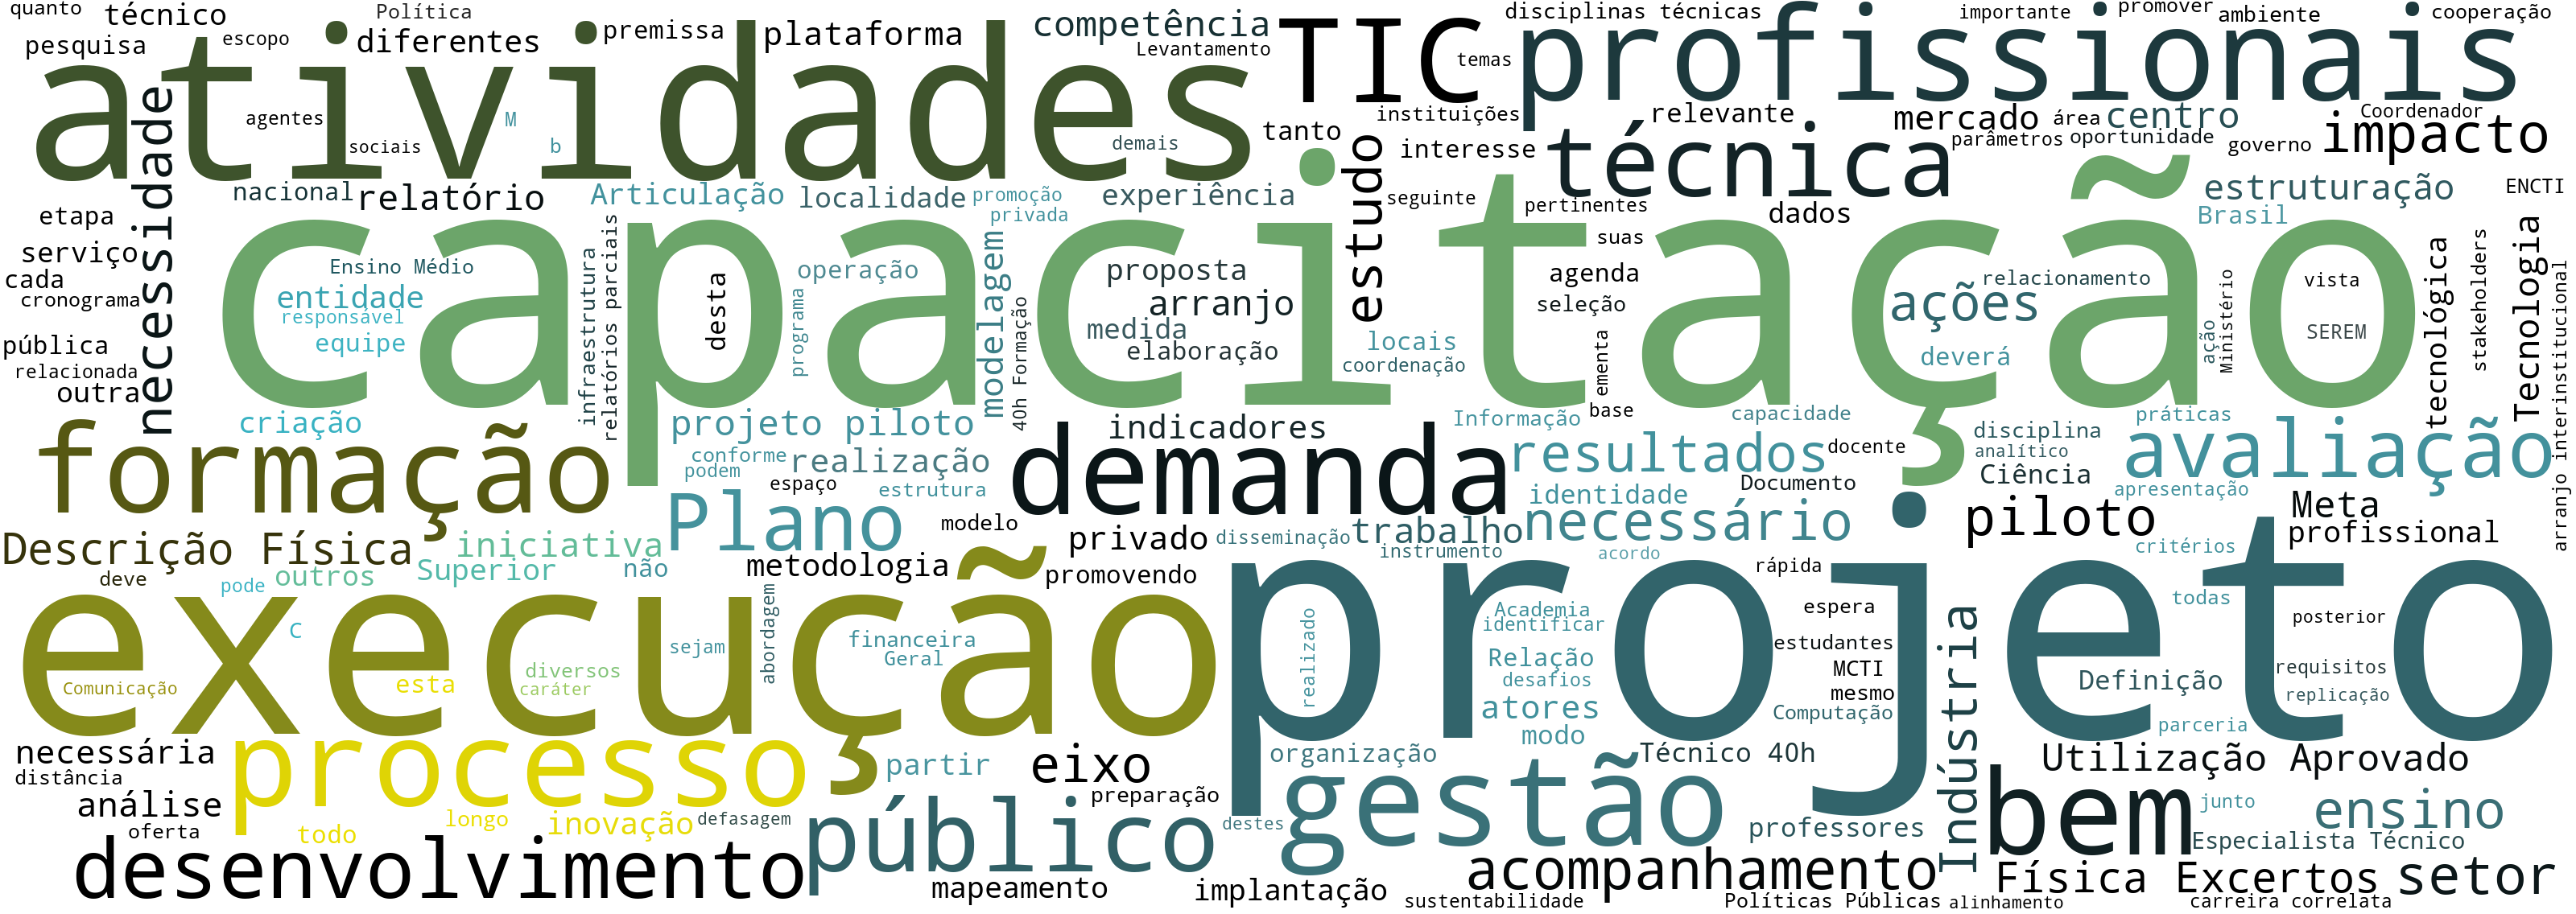 quanto
técnico
Política
diferentes
premissa
plataforma
competência
Levantamento
TIC
temas
disciplinas técnicas
importante
promover
ambiente
cooperação
pesquisa
escopo
atividades
profissionais
agentes
sociais
M
b
demais
tanto
instituições
relevante
mercado
área
centro
Coordenador
impacto
parâmetros
oportunidade
governo
interesse
técnica
necessidade
estudo
nacional
relatório
Articulação
localidade
promoção
privada
experiência
seguinte
pertinentes
dados
estruturação
Brasil
ENCTI
etapa
serviço
cada
cronograma
pública
relacionada
outra
capacitação
Ensino Médio
entidade
responsável
equipe
infraestrutura
relatórios parciais
desta
operação
programa
modelagem
40h Formação
proposta
arranjo
medida
elaboração
locais
coordenação
suas
agenda
seleção
ementa
base
ações
relacionamento
deverá
ação
Ministério
vista
SEREM
tecnológica
stakeholders
Tecnologia
arranjo interinstitucional
criação
formação
projeto piloto
conforme
podem
realização
espaço
estrutura
indicadores
demanda
Informação
capacidade
resultados
docente
disciplina
analítico
Ciência
práticas
avaliação
apresentação
Documento
identidade
necessário
Plano
modelo
privado
disseminação
trabalho
instrumento
acordo
piloto
Meta
profissional
critérios
Descrição Física
iniciativa
Superior
não
metodologia
promovendo
rápida
deve
pode
outros
execução
projeto
C
Comunicação
esta
diversos
caráter
sejam
abordagem
financeira
Geral
realizado
Academia
identificar
Relação
desafios
atores
modo
espera
estudantes
MCTI
mesmo
Computação
Indústria
todas
posterior
requisitos
Definição
replicação
parceria
necessária
distância
análise
oferta
processo
todo
longo
inovação
defasagem
partir
eixo
preparação
organização
Técnico 40h
Utilização Aprovado
público
destes
gestão
professores
bem
junto
ensino
Especialista Técnico
desenvolvimento
mapeamento
implantação
acompanhamento
sustentabilidade
Políticas Públicas
alinhamento
Física Excertos
setor
carreira correlata